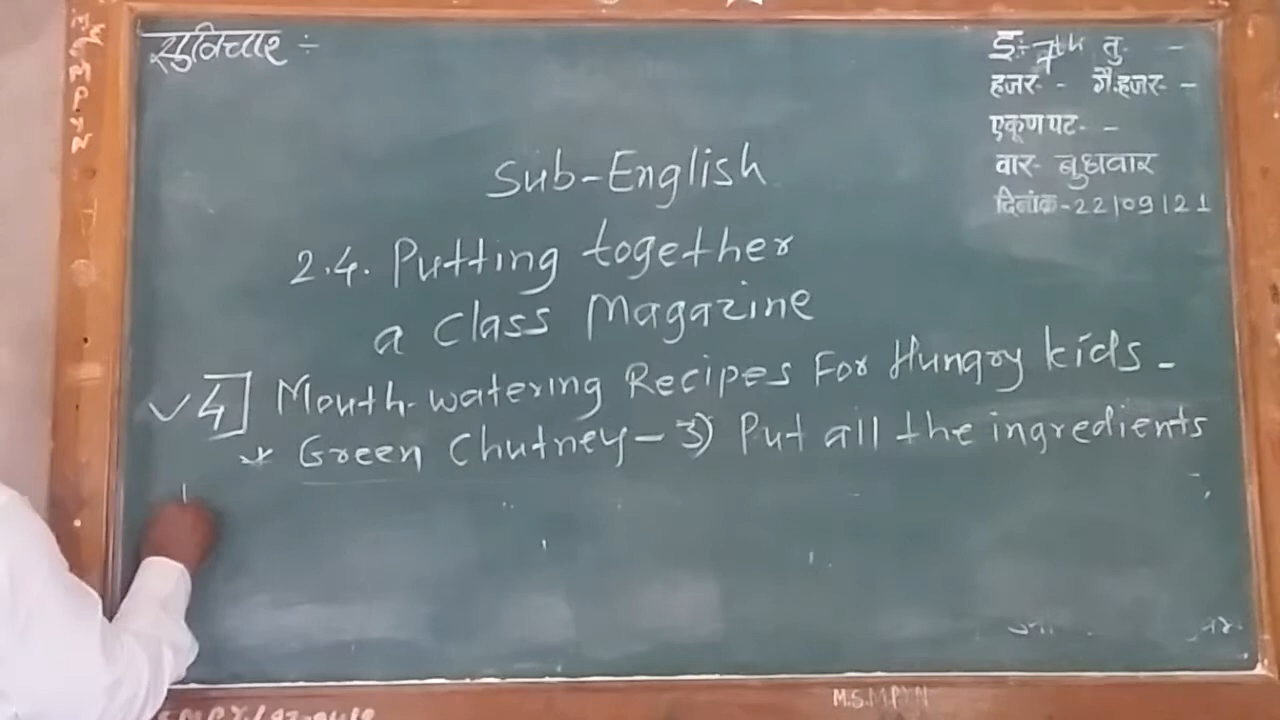 सुविचार ÷
इ ÷ 7th तु. -
हजर - - गै.हजर - -
एकूण पट - -
वार - बुधवार
दिनांक - 22/09/21
Sub-English
2.4. Putting together
a Class Magazine
✓ 4] Mouth-watering Recipes For Hungry kids -
* Green Chutney - 3) Put all the ingredients
M.S.M.P.Y.N